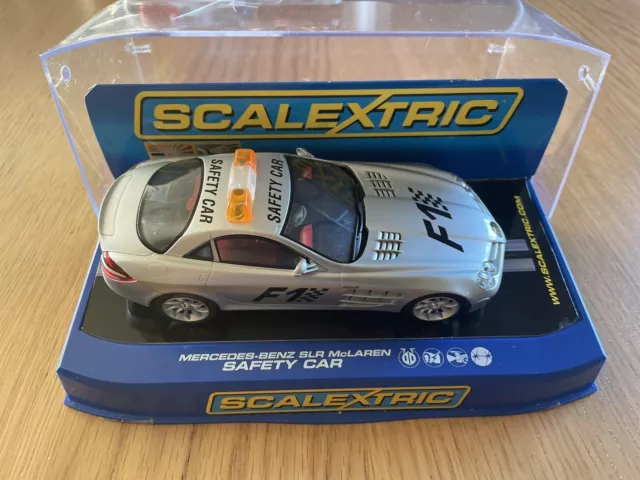 SCALEXTRIC
SAFETY CAR
SAFETY CAR
F1
F1
WWW.SCALEXTRIC.COM
MERCEDES-BENZ SLR McLAREN
SAFETY CAR
SCALEXTRIC